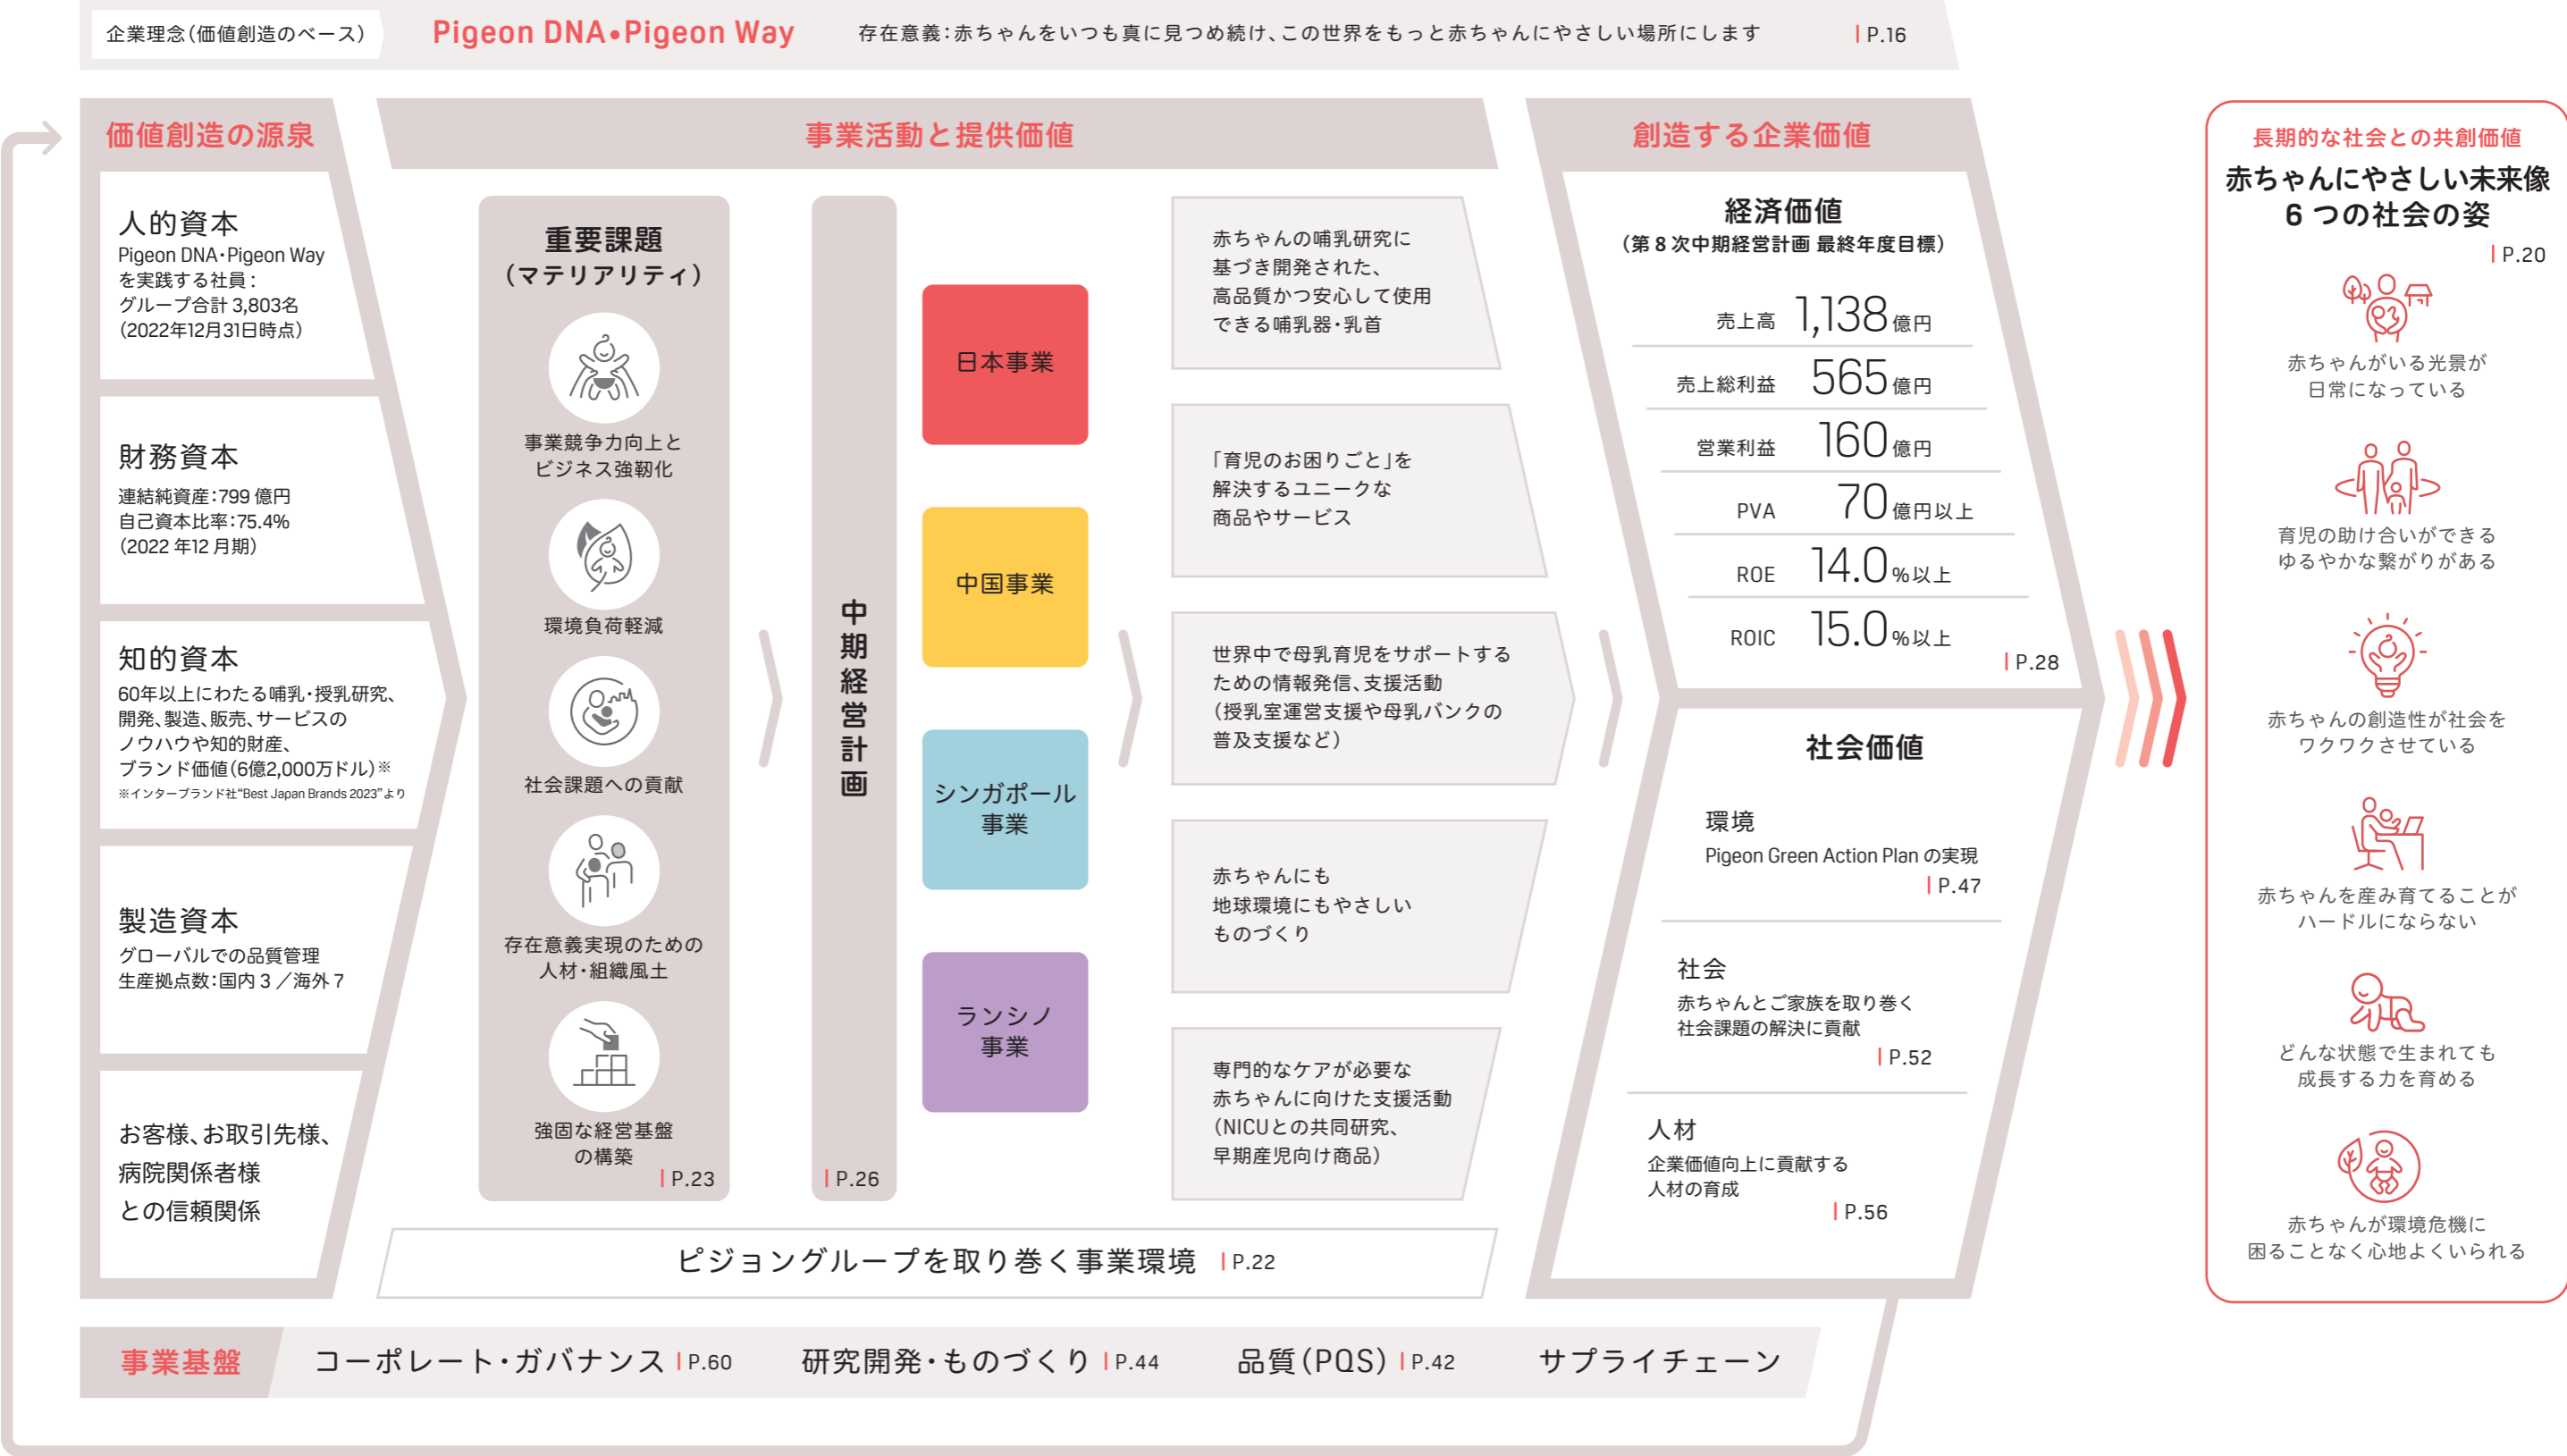 企業理念（価値創造のベース）
Pigeon DNA•Pigeon Way
存在意義：赤ちゃんをいつも真に見つめ続け、この世界をもっと赤ちゃんにやさしい場所にします
P.16
価値創造の源泉
人的資本
Pigeon DNA・Pigeon Way
を実践する社員：
グループ合計 3,803名
（2022年12月31日時点）
財務資本
連結純資産：799 億円
自己資本比率：75.4%
（2022 年12 月期）
知的資本
60年以上にわたる哺乳・授乳研究、
開発、製造、販売、サービスの
ノウハウや知的財産、
ブランド価値（6億2,000万ドル）※
※インターブランド社“Best Japan Brands 2023”より
製造資本
グローバルでの品質管理
生産拠点数：国内 3 ／海外 7
お客様、お取引先様、
病院関係者様
との信頼関係
事業活動と提供価値
重要課題
（マテリアリティ）
事業競争力向上と
ビジネス強靭化
環境負荷軽減
社会課題への貢献
存在意義実現のための
人材・組織風土
強固な経営基盤
の構築
P.23
中期経営計画
P.26
日本事業
中国事業
シンガポール
事業
ランシノ
事業
赤ちゃんの哺乳研究に
基づき開発された、
高品質かつ安心して使用
できる哺乳器・乳首
「育児のお困りごと」を
解決するユニークな
商品やサービス
世界中で母乳育児をサポートする
ための情報発信、支援活動
（授乳室運営支援や母乳バンクの
普及支援など）
赤ちゃんにも
地球環境にもやさしい
ものづくり
専門的なケアが必要な
赤ちゃんに向けた支援活動
（NICUとの共同研究、
早期産児向け商品）
ピジョングループを取り巻く事業環境 P.22
創造する企業価値
経済価値
（第 8 次中期経営計画 最終年度目標）
売上高 1,138億円
売上総利益 565億円
営業利益 160億円
PVA 70億円以上
ROE 14.0%以上
ROIC 15.0%以上
P.28
社会価値
環境
Pigeon Green Action Plan の実現
P.47
社会
赤ちゃんとご家族を取り巻く
社会課題の解決に貢献
P.52
人材
企業価値向上に貢献する
人材の育成
P.56
長期的な社会との共創価値
赤ちゃんにやさしい未来像
6 つの社会の姿
P.20
赤ちゃんがいる光景が
日常になっている
育児の助け合いができる
ゆるやかな繋がりがある
赤ちゃんの創造性が社会を
ワクワクさせている
赤ちゃんを産み育てることが
ハードルにならない
どんな状態で生まれても
成長する力を育める
赤ちゃんが環境危機に
困ることなく心地よくいられる
事業基盤
コーポレート・ガバナンス P.60
研究開発・ものづくり P.44
品質（PQS） P.42
サプライチェーン